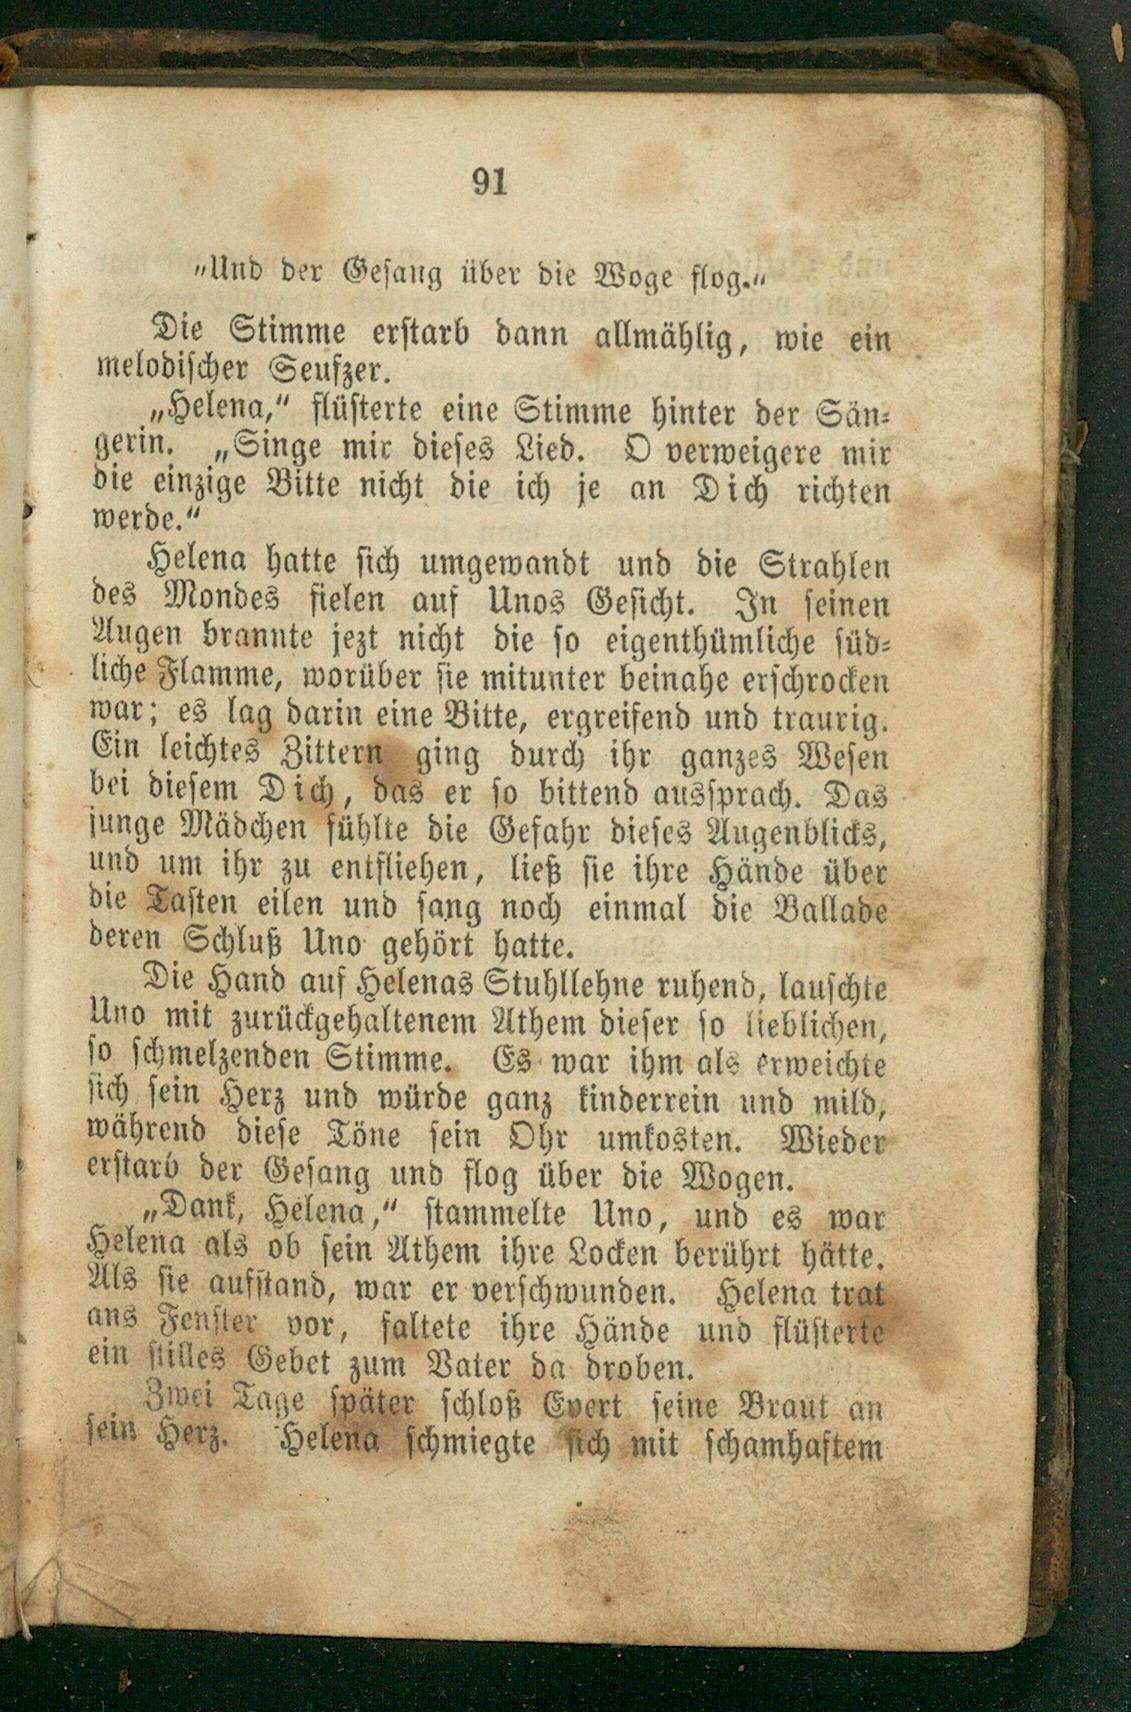 91
„Und der Gesang über die Woge flog.“
Die Stimme erstarb dann allmählig, wie ein
melodischer Seufzer.
„Helena,“ flüsterte eine Stimme hinter der Sän-
gerin. „Singe mir dieses Lied. O verweigere mir
die einzige Bitte nicht die ich je an Dich richten
werde.“
Helena hatte sich umgewandt und die Strahlen
des Mondes fielen auf Unos Gesicht. In seinen
Augen brannte jezt nicht die so eigenthümliche süd-
liche Flamme, worüber sie mitunter beinahe erschrocken
war; es lag darin eine Bitte, ergreifend und traurig.
Ein leichtes Zittern ging durch ihr ganzes Wesen
bei diesem Dich, das er so bittend aussprach. Das
junge Mädchen fühlte die Gefahr dieses Augenblicks,
und um ihr zu entfliehen, ließ sie ihre Hände über
die Tasten eilen und sang noch einmal die Ballade
deren Schluß Uno gehört hatte.
Die Hand auf Helenas Stuhllehne ruhend, lauschte
Uno mit zurückgehaltenem Athem dieser so lieblichen,
so schmelzenden Stimme. Es war ihm als erweichte
sich sein Herz und würde ganz kinderrein und mild,
während diese Töne sein Ohr umkosten. Wieder
erstarb der Gesang und flog über die Wogen.
„Dank, Helena,“ stammelte Uno, und es war
Helena als ob sein Athem ihre Locken berührt hätte.
Als sie aufstand, war er verschwunden. Helena trat
ans Fenster vor, faltete ihre Hände und flüsterte
ein stilles Gebet zum Vater da droben.
Zwei Tage später schloß Evert seine Braut an
sein Herz. Helena schmiegte sich mit schamhaftem